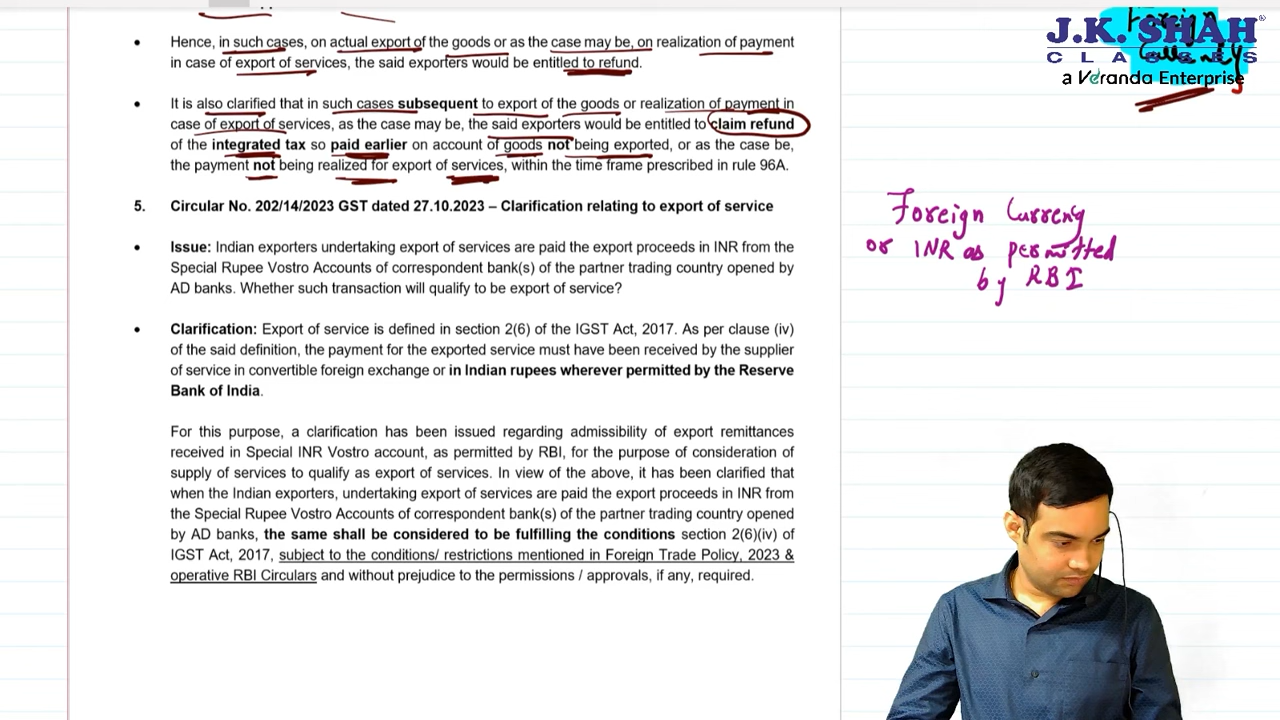 • Hence, in such cases, on actual export of the goods or as the case may be, on realization of payment
in case of export of services, the said exporters would be entitled to refund.
• It is also clarified that in such cases subsequent to export of the goods or realization of payment in
case of export of services, as the case may be, the said exporters would be entitled to claim refund
of the integrated tax so paid earlier on account of goods not being exported, or as the case be,
the payment not being realized for export of services, within the time frame prescribed in rule 96A.
5. Circular No. 202/14/2023 GST dated 27.10.2023 – Clarification relating to export of service
• Issue: Indian exporters undertaking export of services are paid the export proceeds in INR from the
Special Rupee Vostro Accounts of correspondent bank(s) of the partner trading country opened by
AD banks. Whether such transaction will qualify to be export of service?
• Clarification: Export of service is defined in section 2(6) of the IGST Act, 2017. As per clause (iv)
of the said definition, the payment for the exported service must have been received by the supplier
of service in convertible foreign exchange or in Indian rupees wherever permitted by the Reserve
Bank of India.
For this purpose, a clarification has been issued regarding admissibility of export remittances
received in Special INR Vostro account, as permitted by RBI, for the purpose of consideration of
supply of services to qualify as export of services. In view of the above, it has been clarified that
when the Indian exporters, undertaking export of services are paid the export proceeds in INR from
the Special Rupee Vostro Accounts of correspondent bank(s) of the partner trading country opened
by AD banks, the same shall be considered to be fulfilling the conditions section 2(6)(iv) of
IGST Act, 2017, subject to the conditions/ restrictions mentioned in Foreign Trade Policy, 2023 &
operative RBI Circulars and without prejudice to the permissions / approvals, if any, required.
Foreign
J.K. SHAH®
CLASSES
a Veranda Enterprise
Foreign Currency
or INR as permitted
by RBI